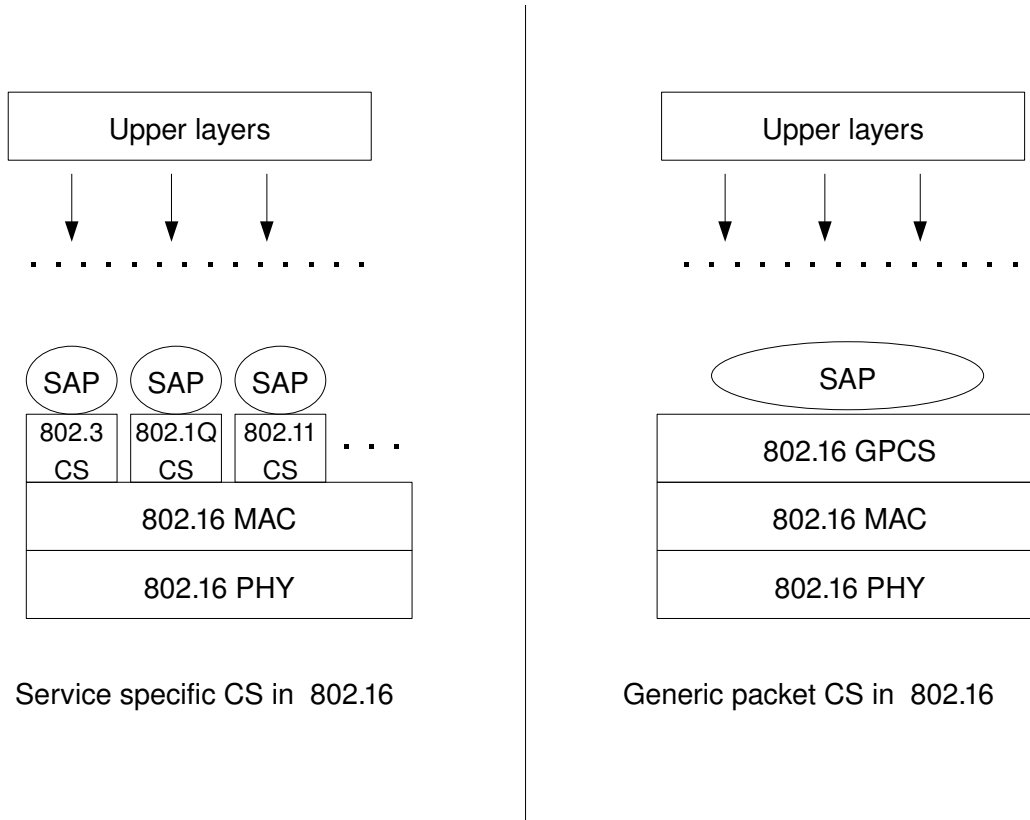 Upper layers
SAP SAP SAP
802.3 802.1Q 802.11
CS CS CS
. . .
802.16 MAC
802.16 PHY
Service specific CS in 802.16
Upper layers
SAP
802.16 GPCS
802.16 MAC
802.16 PHY
Generic packet CS in 802.16